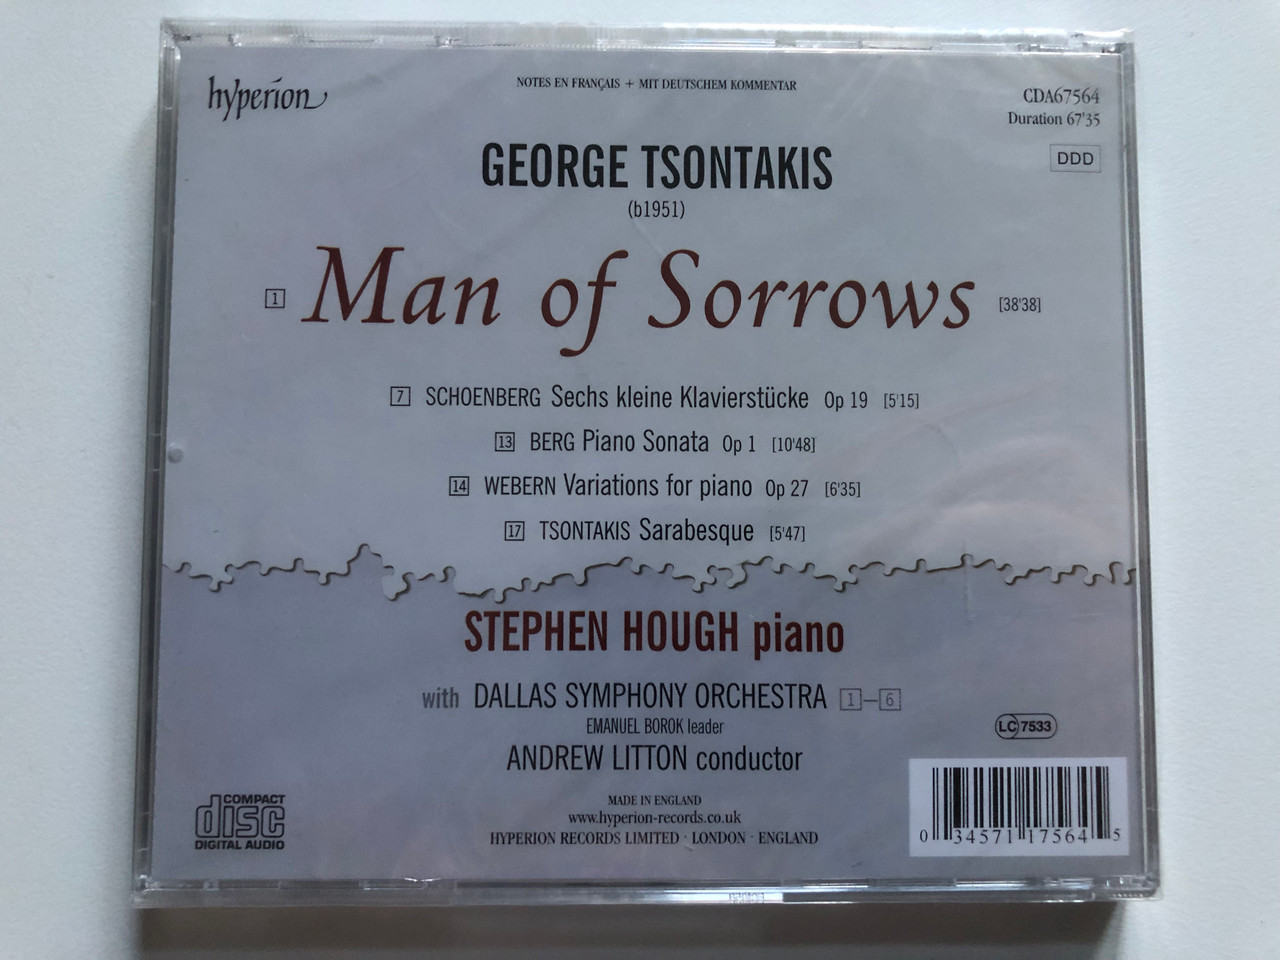 hyperion
NOTES EN FRANÇAIS + MIT DEUTSCHEM KOMMENTAR
CDA67564
Duration 67'35
DDD
GEORGE TSONTAKIS
(b1951)
1 Man of Sorrows [38'38]
7 SCHOENBERG Sechs kleine Klavierstücke Op 19 [5'15]
13 BERG Piano Sonata Op 1 [10'48]
14 WEBERN Variations for piano Op 27 [6'35]
17 TSONTAKIS Sarabesque [5'47]
STEPHEN HOUGH piano
with DALLAS SYMPHONY ORCHESTRA 1–6
EMANUEL BOROK leader
ANDREW LITTON conductor
LC 7533
COMPACT
disc
DIGITAL AUDIO
MADE IN ENGLAND
www.hyperion-records.co.uk
HYPERION RECORDS LIMITED · LONDON · ENGLAND
0 34571 17564 5